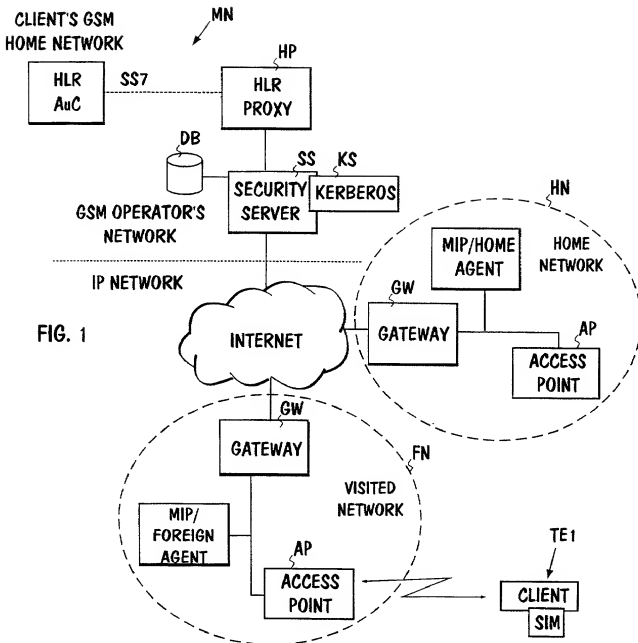 CLIENT'S GSM
HOME NETWORK
MN
HLR
AuC
SS7
HP
HLR
PROXY
DB
SS
KS
SECURITY
SERVER
KERBEROS
GSM OPERATOR'S
NETWORK
IP NETWORK
HN
MIP/HOME
AGENT
HOME
NETWORK
GW
GATEWAY
AP
ACCESS
POINT
FIG. 1
INTERNET
GW
GATEWAY
FN
VISITED
NETWORK
MIP/
FOREIGN
AGENT
AP
ACCESS
POINT
TE1
CLIENT
SIM